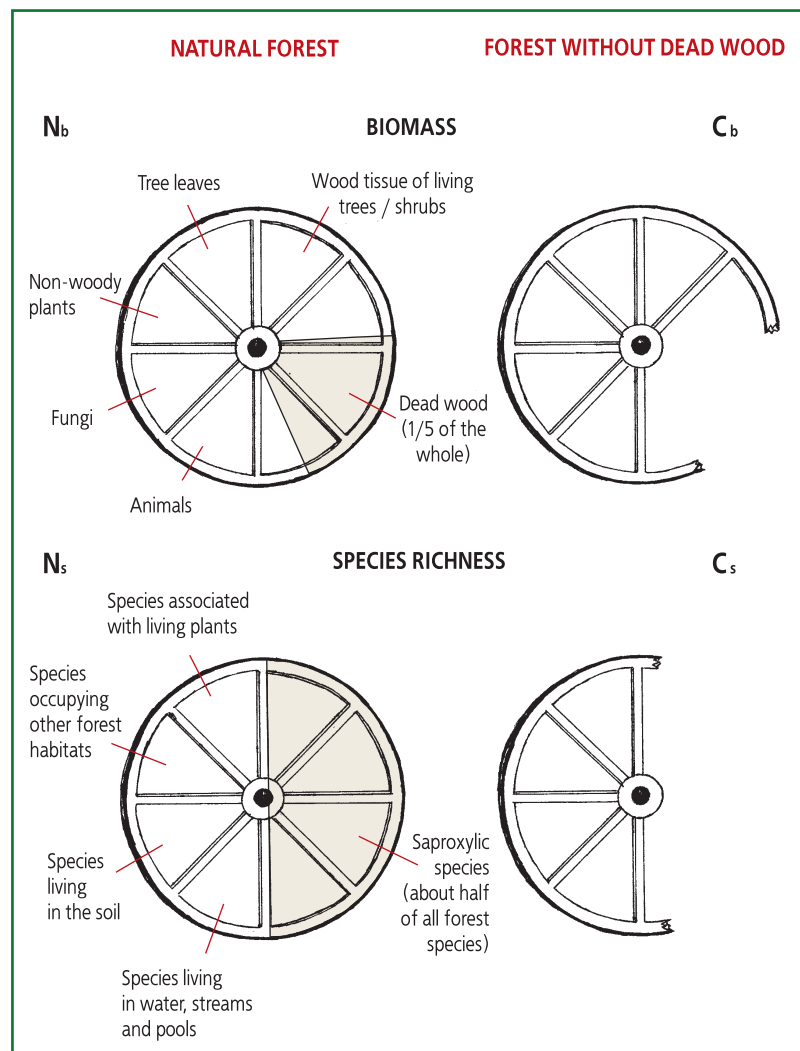 NATURAL FOREST
FOREST WITHOUT DEAD WOOD
Nb
BIOMASS
Cb
Tree leaves
Wood tissue of living
trees / shrubs
Non-woody
plants
Fungi
Dead wood
(1/5 of the
whole)
Animals
Ns
SPECIES RICHNESS
Cs
Species associated
with living plants
Species
occupying
other forest
habitats
Species
living
in the soil
Saproxylic
species
(about half
of all forest
species)
Species living
in water, streams
and pools